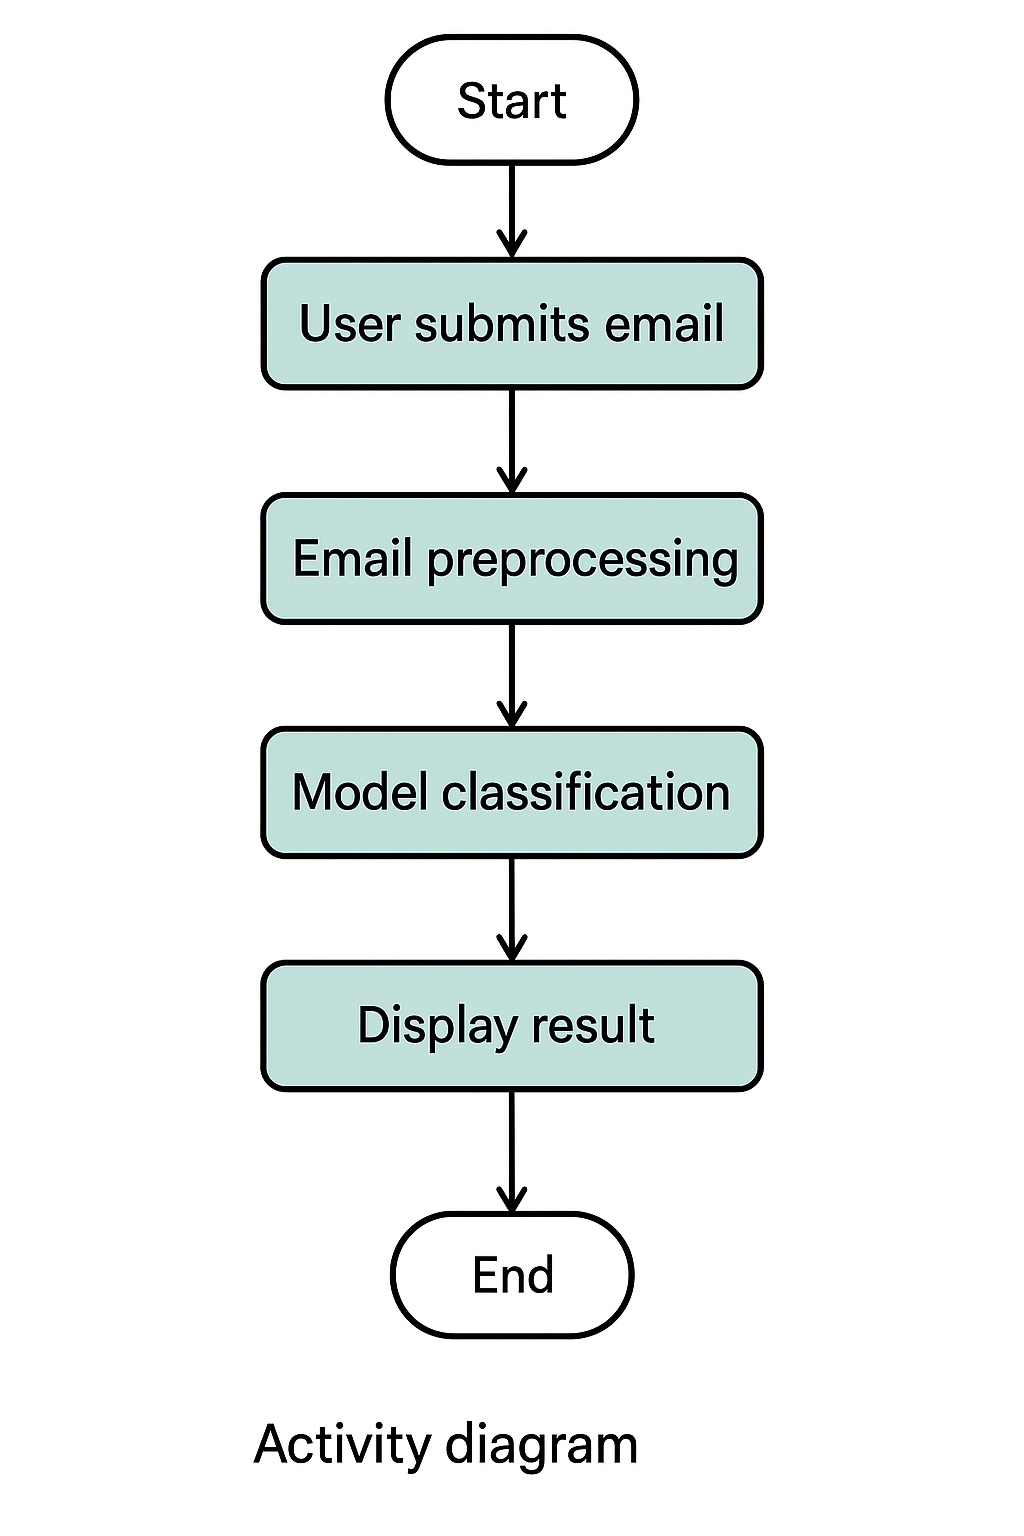 Start
User submits email
Email preprocessing
Model classification
Display result
End
Activity diagram